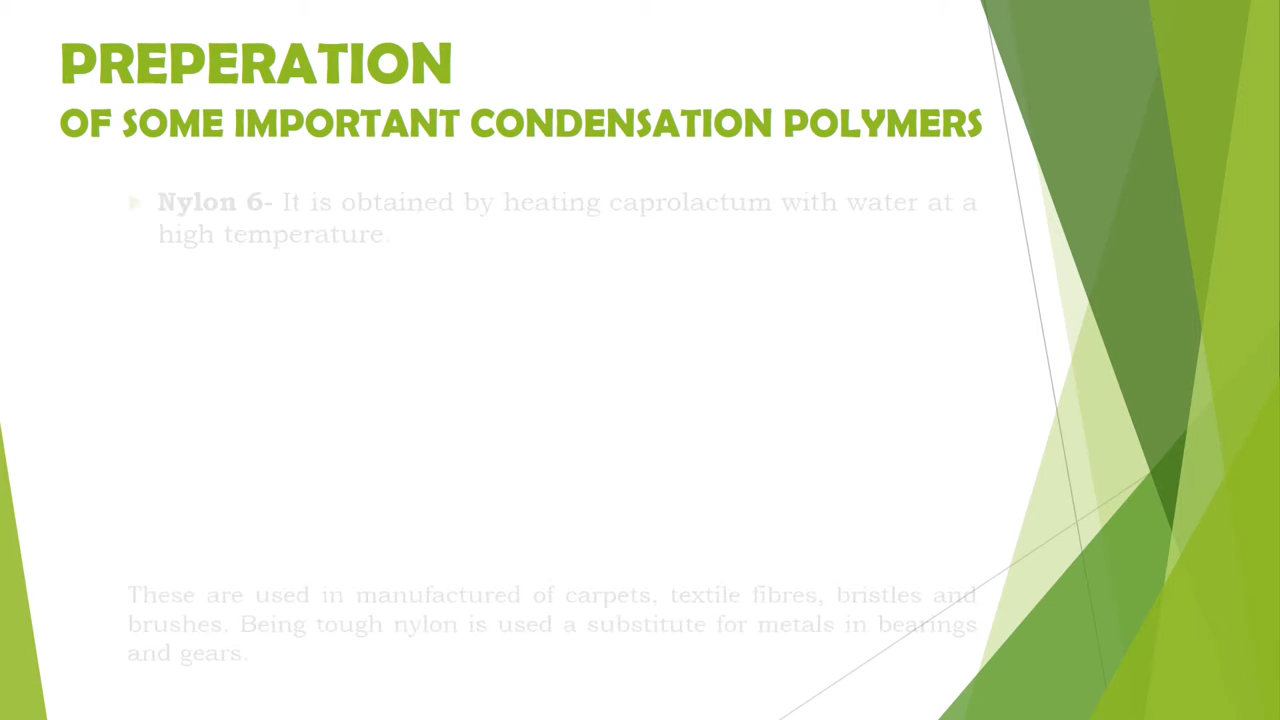 PREPERATION
OF SOME IMPORTANT CONDENSATION POLYMERS
Nylon 6- It is obtained by heating caprolactum with water at a
high temperature.
These are used in manufactured of carpets, textile fibres, bristles and
brushes. Being tough nylon is used a substitute for metals in bearings
and gears.